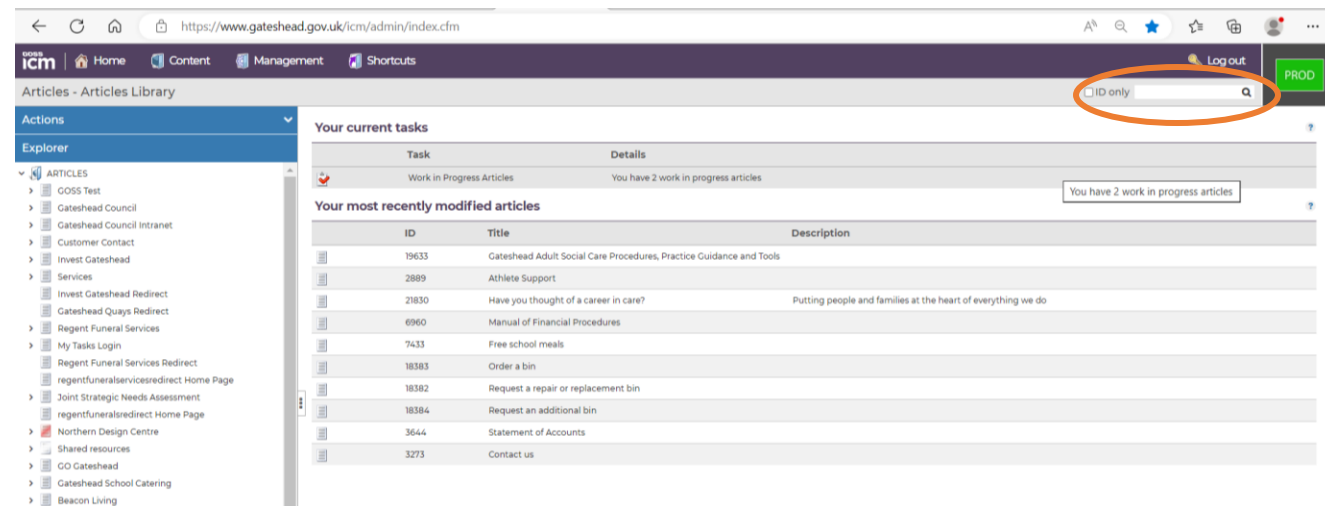 https://www.gateshead.gov.uk/icm/admin/index.cfm
GOSS icm Home Content Management Shortcuts Log out
PROD
Articles - Articles Library ID only
Actions
Explorer
ARTICLES
GOSS Test
Gateshead Council
Gateshead Council Intranet
Customer Contact
Invest Gateshead
Services
Invest Gateshead Redirect
Gateshead Quays Redirect
Regent Funeral Services
My Tasks Login
Regent Funeral Services Redirect
regentfuneralservicesredirect Home Page
Joint Strategic Needs Assessment
regentfuneralsredirect Home Page
Northern Design Centre
Shared resources
GO Gateshead
Gateshead School Catering
Beacon Living
Your current tasks ?
Task Details
Work in Progress Articles You have 2 work in progress articles
You have 2 work in progress articles
Your most recently modified articles ?
ID Title Description
19633 Gateshead Adult Social Care Procedures, Practice Guidance and Tools
2889 Athlete Support
21830 Have you thought of a career in care? Putting people and families at the heart of everything we do
6960 Manual of Financial Procedures
7433 Free school meals
18383 Order a bin
18382 Request a repair or replacement bin
18384 Request an additional bin
3644 Statement of Accounts
3273 Contact us